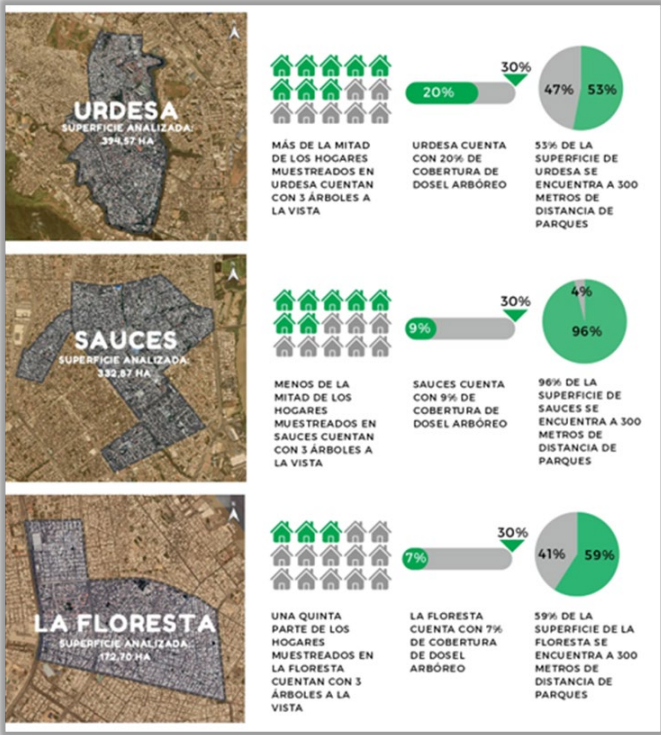 URDESA
SUPERFICIE ANALIZADA:
394,57 HA
MÁS DE LA MITAD
DE LOS HOGARES
MUESTREADOS EN
URDESA CUENTAN
CON 3 ÁRBOLES A
LA VISTA
30%
20%
URDESA CUENTA
CON 20% DE
COBERTURA DE
DOSEL ARBÓREO
47%
53%
53% DE LA
SUPERFICIE DE
URDESA SE
ENCUENTRA A 300
METROS DE
DISTANCIA DE
PARQUES
SAUCES
SUPERFICIE ANALIZADA:
332,67 HA
MENOS DE LA
MITAD DE LOS
HOGARES
MUESTREADOS EN
SAUCES CUENTAN
CON 3 ÁRBOLES A
LA VISTA
30%
9%
SAUCES CUENTA
CON 9% DE
COBERTURA DE
DOSEL ARBÓREO
4%
96%
96% DE LA
SUPERFICIE DE
SAUCES SE
ENCUENTRA A 300
METROS DE
DISTANCIA DE
PARQUES
LA FLORESTA
SUPERFICIE ANALIZADA:
172,70 HA
UNA QUINTA
PARTE DE LOS
HOGARES
MUESTREADOS EN
LA FLORESTA
CUENTAN CON 3
ÁRBOLES A LA
VISTA
30%
7%
LA FLORESTA
CUENTA CON 7%
DE COBERTURA
DE DOSEL
ARBÓREO
41%
59%
59% DE LA
SUPERFICIE DE LA
FLORESTA SE
ENCUENTRA A 300
METROS DE
DISTANCIA DE
PARQUES